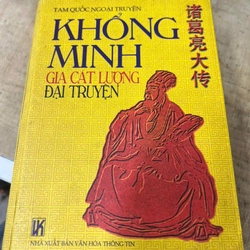 TAM QUỐC NGOẠI TRUYỆN
KHỔNG
MINH
GIA CÁT LƯỢNG
ĐẠI TRUYỆN
诸葛亮大传
NHÀ XUẤT BẢN VĂN HÓA THÔNG TIN